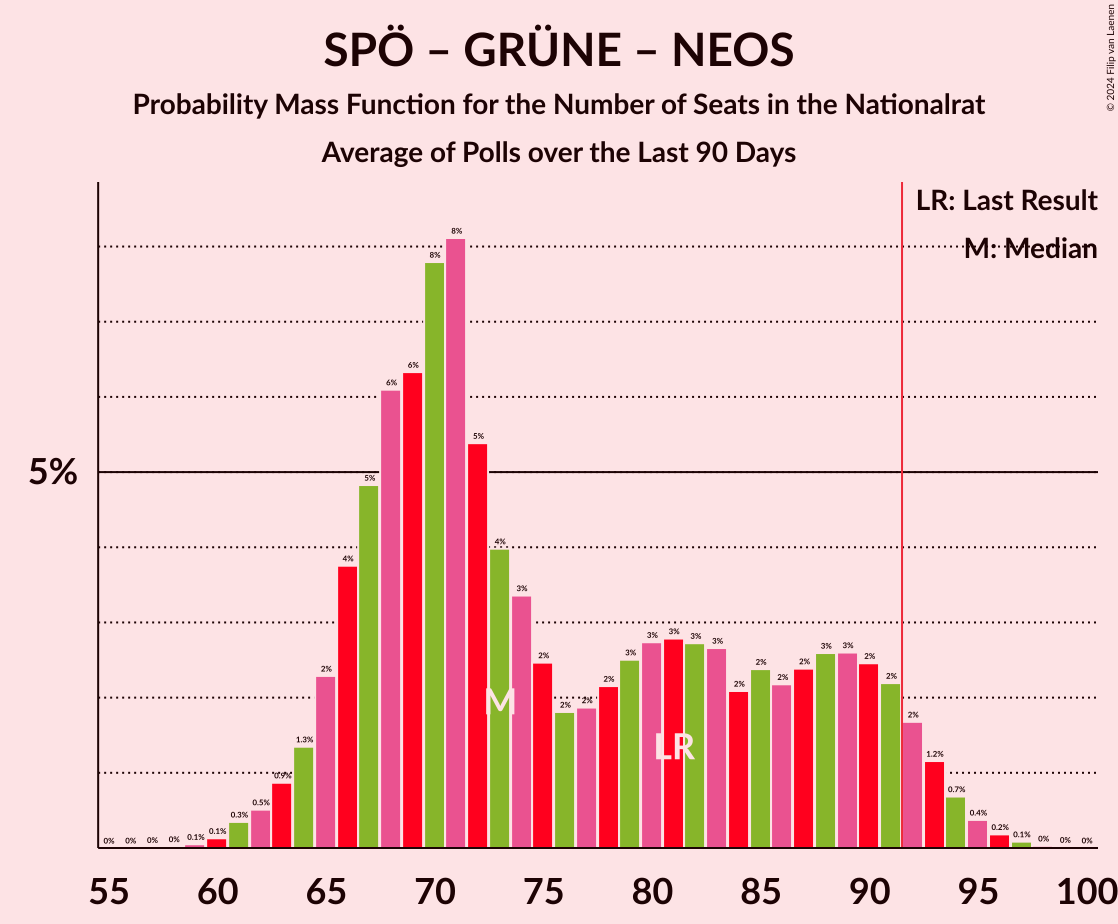 SPÖ – GRÜNE – NEOS
Probability Mass Function for the Number of Seats in the Nationalrat
Average of Polls over the Last 90 Days
© 2024 Filip van Laenen
LR: Last Result
M: Median
5%
0% 0% 0% 0% 0.1% 0.1% 0.3% 0.5% 0.9% 1.3% 2% 4% 5% 6% 6% 8% 8% 5% 4% 3% 2% 2% 2% 2% 3% 3% 3% 3% 3% 2% 2% 2% 2% 3% 3% 2% 2% 2% 1.2% 0.7% 0.4% 0.2% 0.1% 0% 0% 0%
M
LR
55 60 65 70 75 80 85 90 95 100